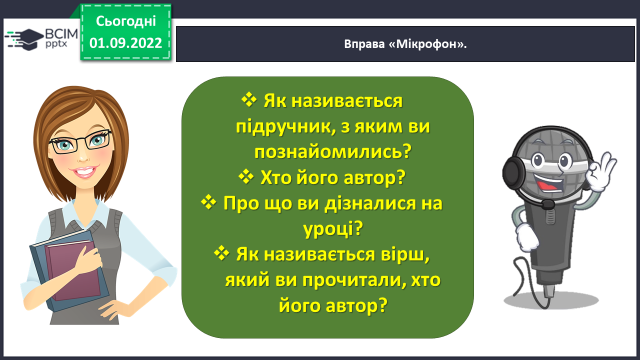 Сьогодні
01.09.2022
BCIM
pptx
Вправа «Мікрофон».
❖ Як називається
підручник, з яким ви
познайомились?
❖ Хто його автор?
❖ Про що ви дізналися на
уроці?
❖ Як називається вірш,
який ви прочитали, хто
його автор?